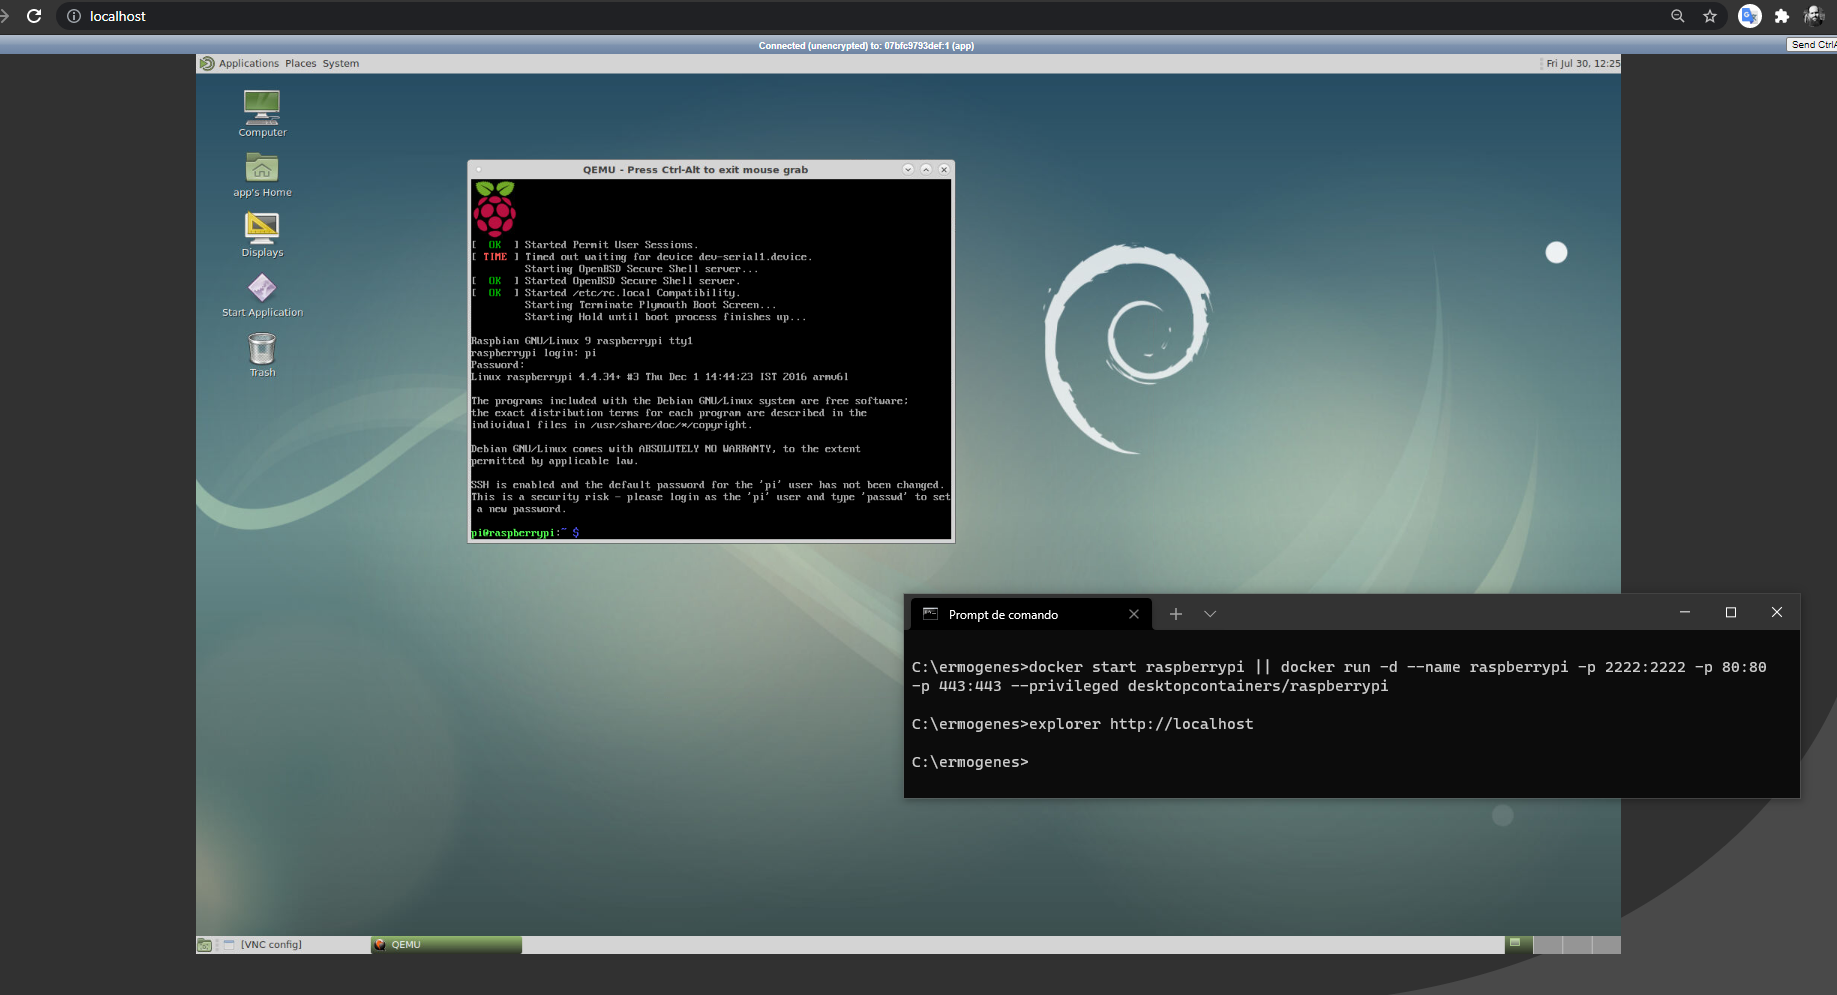 localhost
Connected (unencrypted) to: 07bfc9793def:1 (app)
Send CtrlA
Applications Places System
Fri Jul 30, 12:25
Computer
app's Home
Displays
Start Application
Trash
QEMU - Press Ctrl-Alt to exit mouse grab
[  OK  ] Started Permit User Sessions.
[ TIME ] Timed out waiting for device dev-serial1.device.
Starting OpenBSD Secure Shell server...
[  OK  ] Started OpenBSD Secure Shell server.
[  OK  ] Started /etc/rc.local Compatibility.
Starting Terminate Plymouth Boot Screen...
Starting Hold until boot process finishes up...
Raspbian GNU/Linux 9 raspberrypi tty1
raspberrypi login: pi
Password:
Linux raspberrypi 4.4.34+ #3 Thu Dec 1 14:44:23 IST 2016 armv6l
The programs included with the Debian GNU/Linux system are free software;
the exact distribution terms for each program are described in the
individual files in /usr/share/doc/*/copyright.
Debian GNU/Linux comes with ABSOLUTELY NO WARRANTY, to the extent
permitted by applicable law.
SSH is enabled and the default password for the 'pi' user has not been changed.
This is a security risk - please login as the 'pi' user and type 'passwd' to set
a new password.
pi@raspberrypi:~ $
Prompt de comando
C:\ermogenes>docker start raspberrypi || docker run -d --name raspberrypi -p 2222:2222 -p 80:80
-p 443:443 --privileged desktopcontainers/raspberrypi
C:\ermogenes>explorer http://localhost
C:\ermogenes>
[VNC config]
QEMU